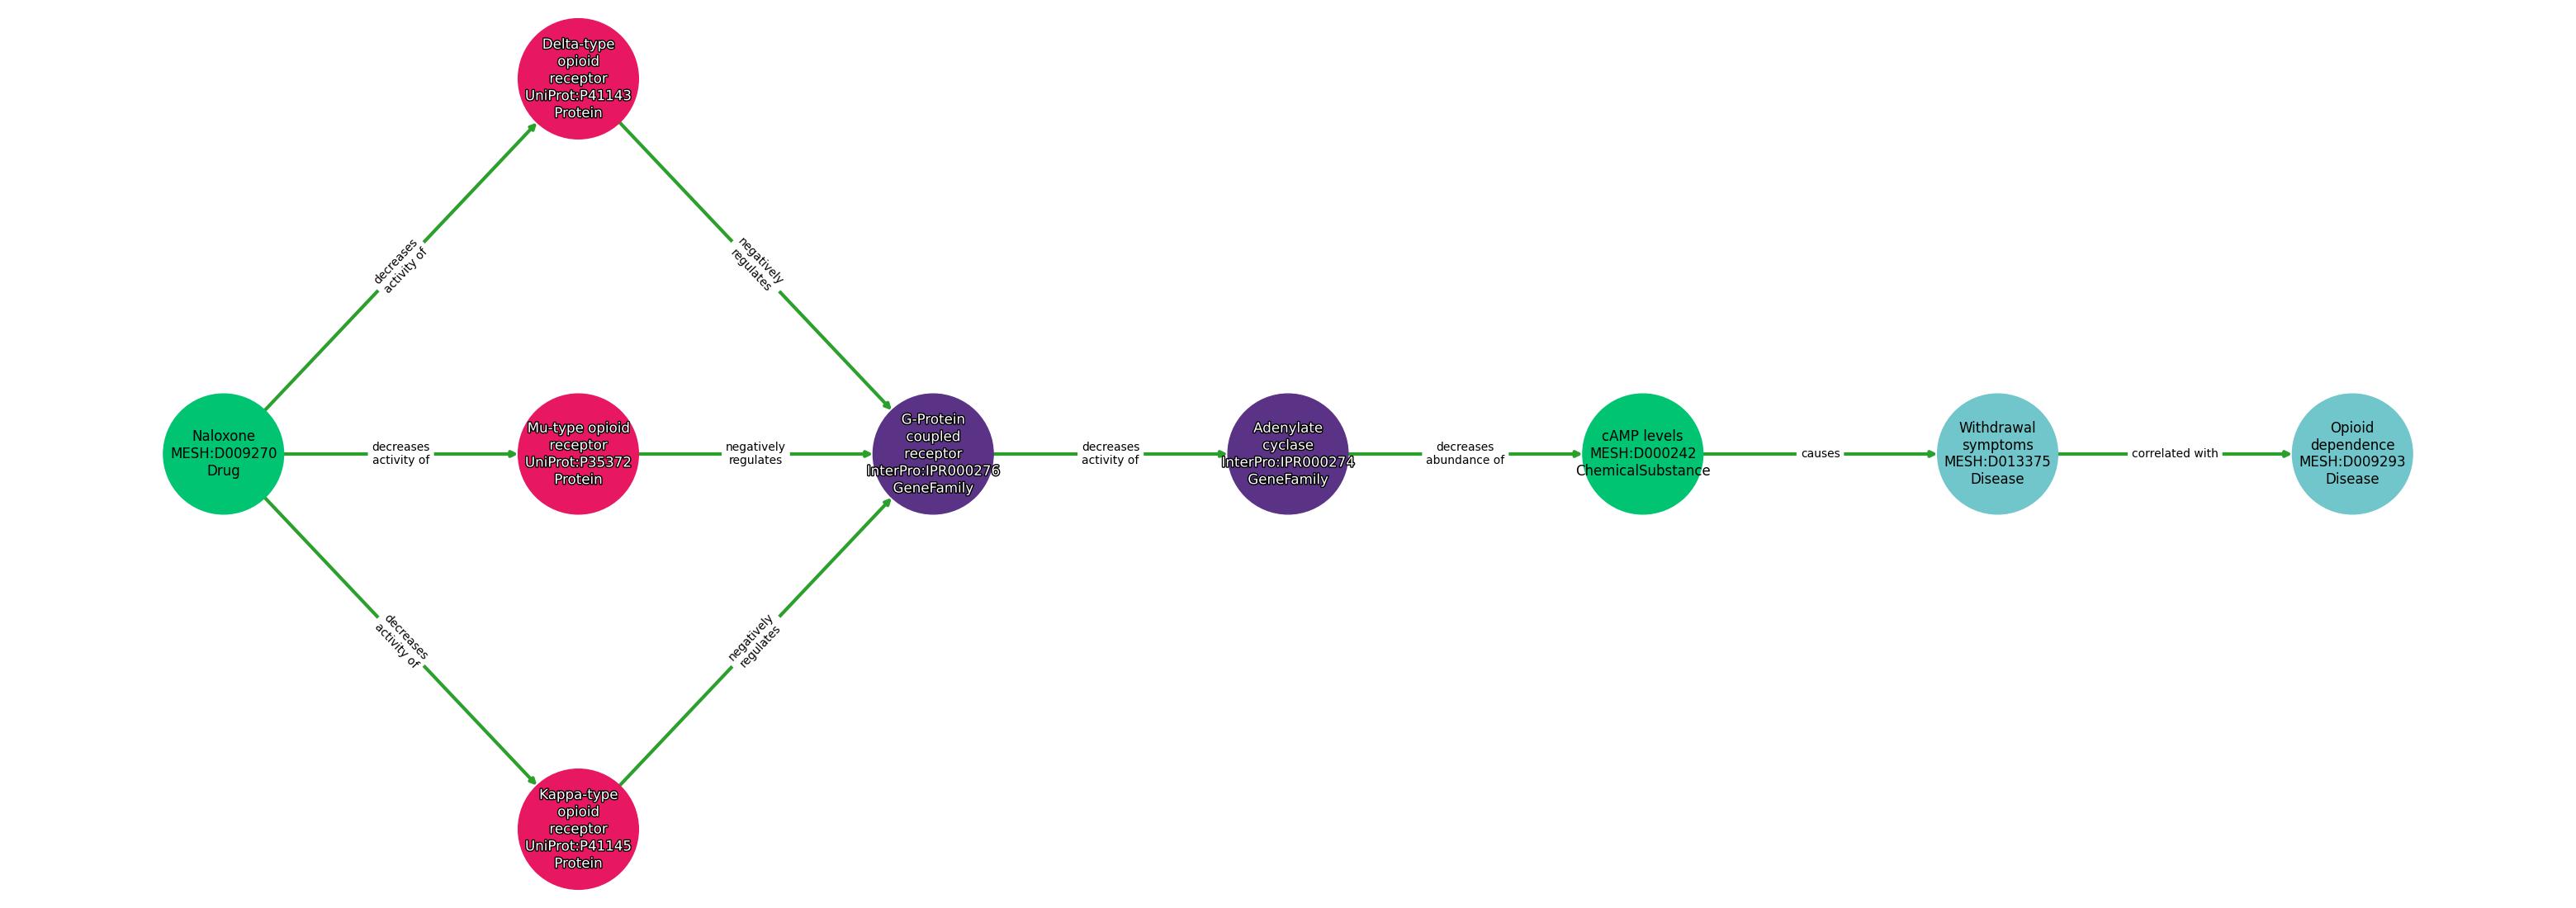 Delta-type
opioid
receptor
UniProt:P41143
Protein
decreases
activity of
negatively
regulates
Naloxone
MESH:D009270
Drug
decreases
activity of
Mu-type opioid
receptor
UniProt:P35372
Protein
negatively
regulates
G-Protein
coupled
receptor
InterPro:IPR000276
GeneFamily
decreases
activity of
Adenylate
cyclase
InterPro:IPR000274
GeneFamily
decreases
abundance of
cAMP levels
MESH:D000242
ChemicalSubstance
causes
Withdrawal
symptoms
MESH:D013375
Disease
correlated with
Opioid
dependence
MESH:D009293
Disease
decreases
activity of
negatively
regulates
Kappa-type
opioid
receptor
UniProt:P41145
Protein